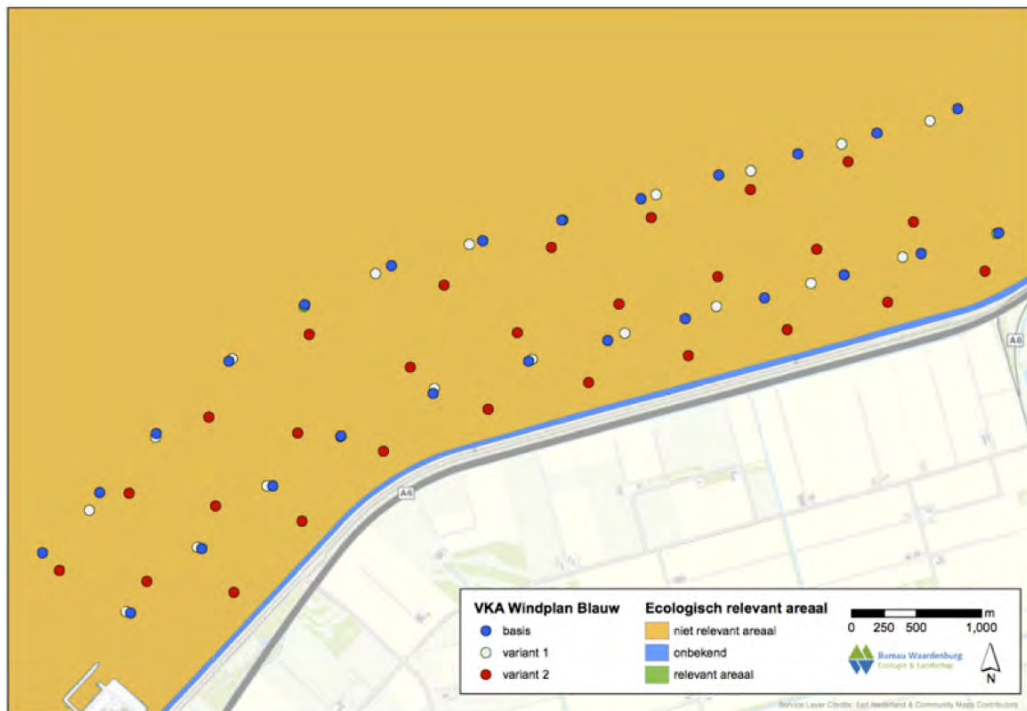 A6
A6
VKA Windplan Blauw
basis
variant 1
variant 2
Ecologisch relevant areaal
niet relevant areaal
onbekend
relevant areaal
m
0 250 500 1,000
Bureau Waardenburg
Ecologie & Landschap
N
Service Layer Credits: Esri Nederland & Community Maps Contributors